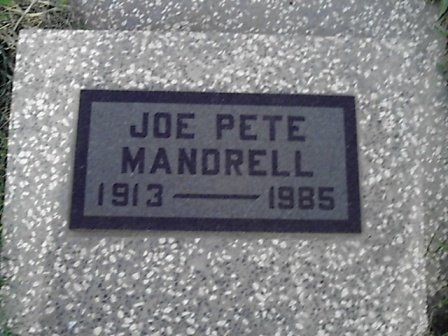 JOE PETE
MANDRELL
1913 — 1985